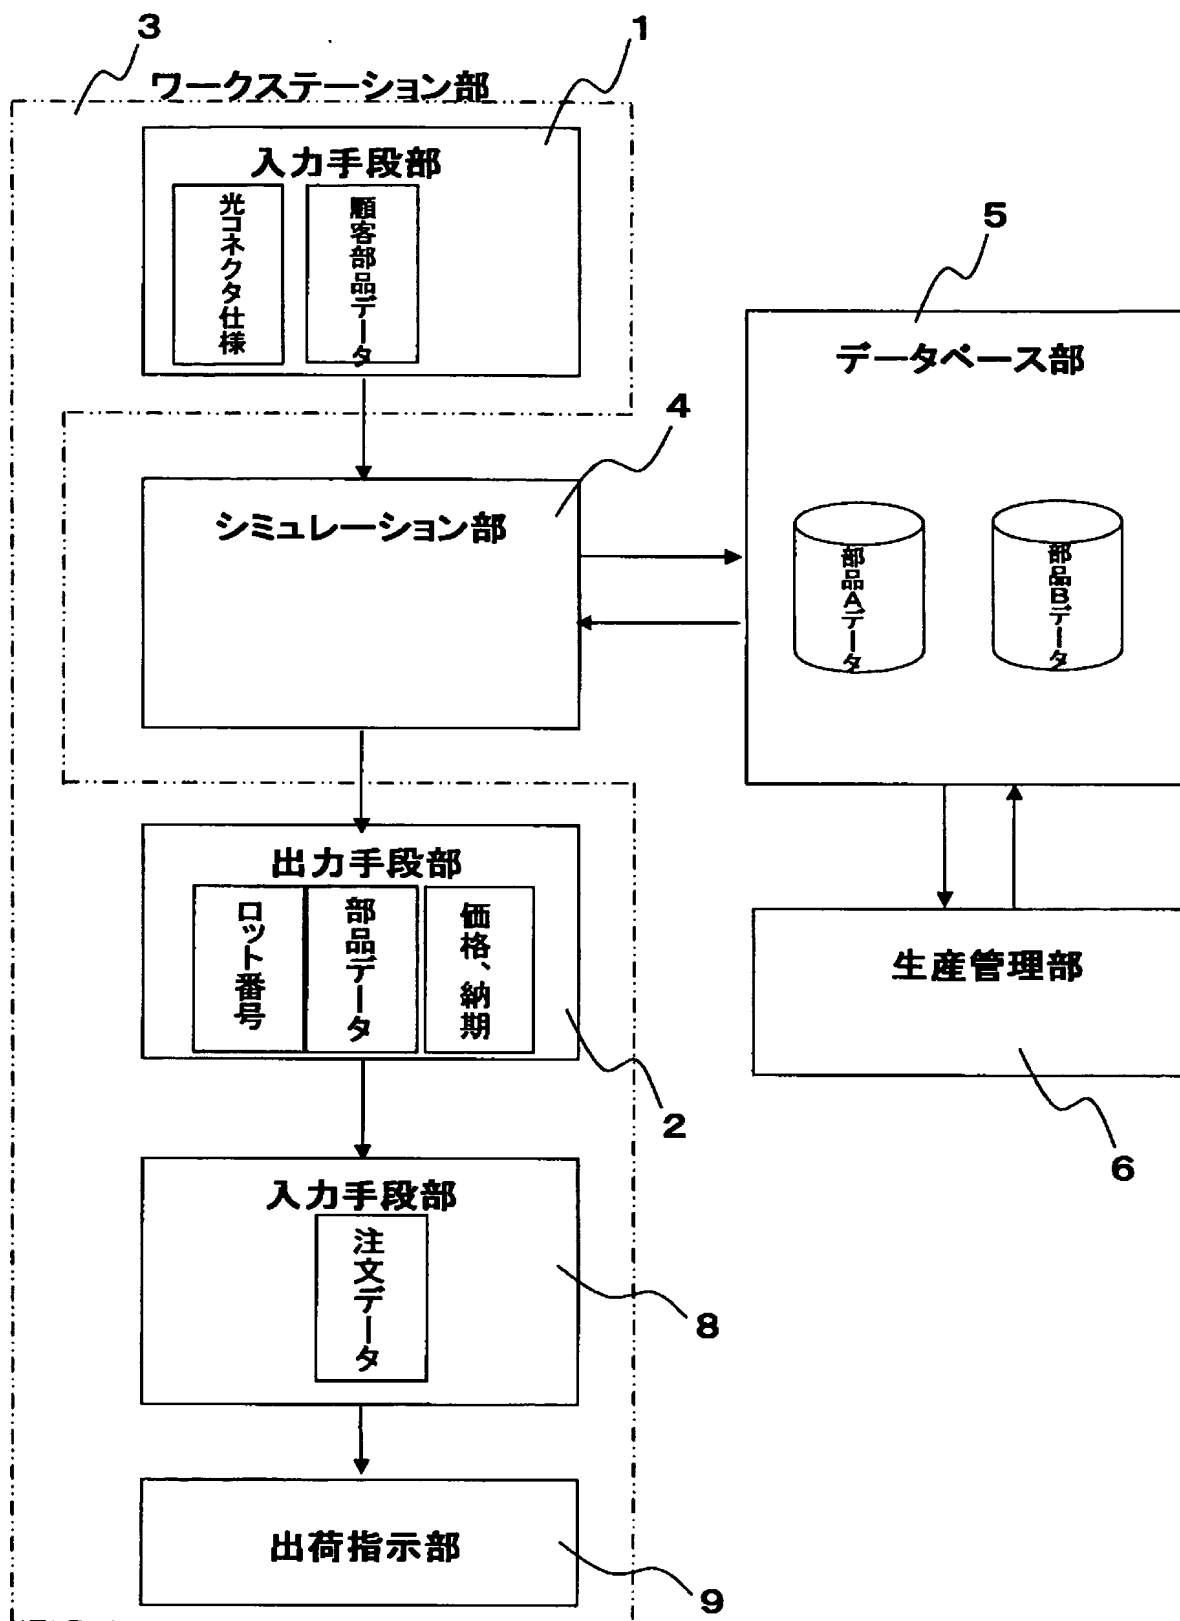 3
1
ワークステーション部
入力手段部
光コネクタ仕様
顧客部品データ
5
データベース部
4
シミュレーション部
部品Aデータ
部品Bデータ
出力手段部
ロット番号
部品データ
価格、納期
生産管理部
2
6
入力手段部
注文データ
8
出荷指示部
9